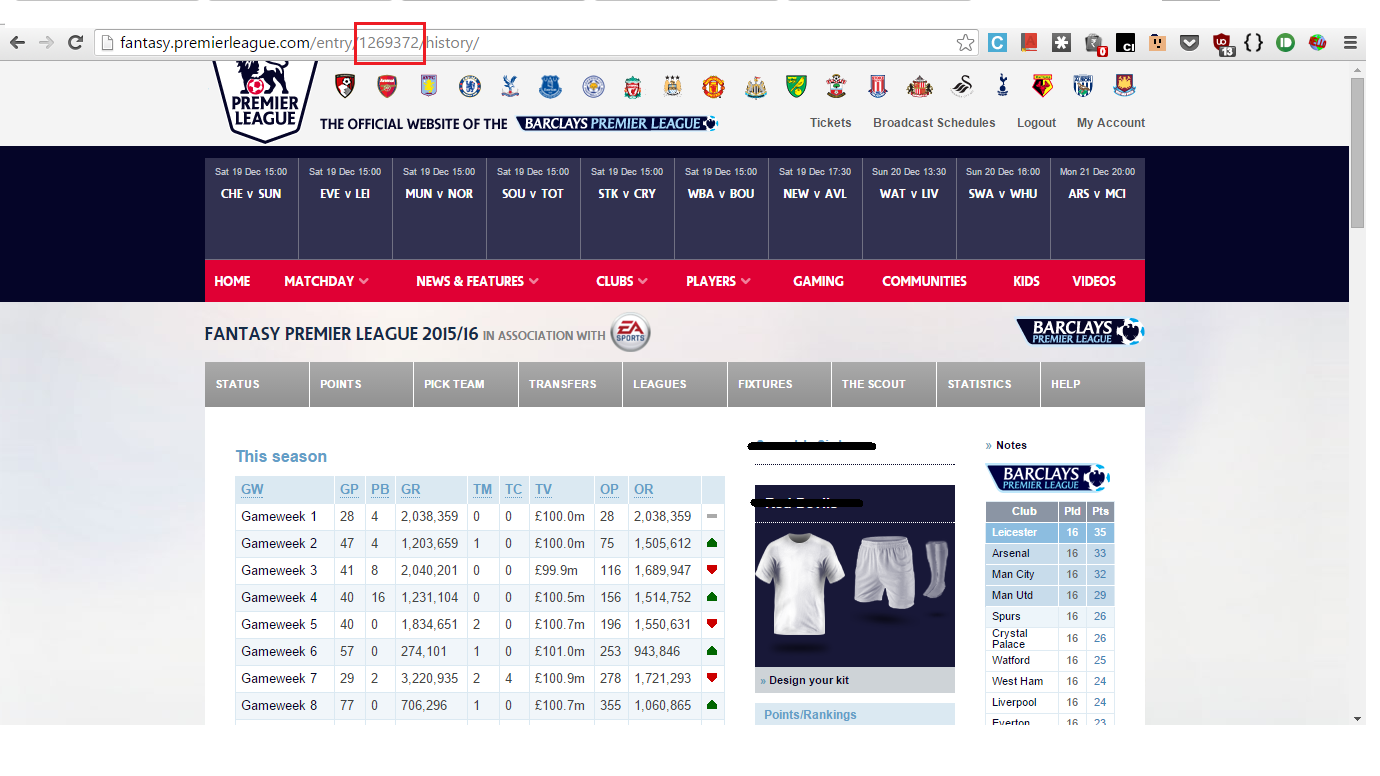 fantasy.premierleague.com/entry/1269372/history/
0
13
PREMIER
LEAGUE
THE OFFICIAL WEBSITE OF THE BARCLAYS PREMIER LEAGUE
Tickets Broadcast Schedules Logout My Account
Sat 19 Dec 15:00 Sat 19 Dec 15:00 Sat 19 Dec 15:00 Sat 19 Dec 15:00 Sat 19 Dec 15:00 Sat 19 Dec 15:00 Sat 19 Dec 17:30 Sun 20 Dec 13:30 Sun 20 Dec 16:00 Mon 21 Dec 20:00
CHE v SUN EVE v LEI MUN v NOR SOU v TOT STK v CRY WBA v BOU NEW v AVL WAT v LIV SWA v WHU ARS v MCI
HOME MATCHDAY NEWS & FEATURES CLUBS PLAYERS GAMING COMMUNITIES KIDS VIDEOS
FANTASY PREMIER LEAGUE 2015/16 IN ASSOCIATION WITH EA SPORTS
BARCLAYS
PREMIER LEAGUE
STATUS POINTS PICK TEAM TRANSFERS LEAGUES FIXTURES THE SCOUT STATISTICS HELP
This season
GW GP PB GR TM TC TV OP OR
Gameweek 1 28 4 2,038,359 0 0 £100.0m 28 2,038,359
Gameweek 2 47 4 1,203,659 1 0 £100.0m 75 1,505,612
Gameweek 3 41 8 2,040,201 0 0 £99.9m 116 1,689,947
Gameweek 4 40 16 1,231,104 0 0 £100.5m 156 1,514,752
Gameweek 5 40 0 1,834,651 2 0 £100.7m 196 1,550,631
Gameweek 6 57 0 274,101 1 0 £101.0m 253 943,846
Gameweek 7 29 2 3,220,935 2 4 £100.9m 278 1,721,293
Gameweek 8 77 0 706,296 1 0 £100.7m 355 1,060,865
» Design your kit
Points/Rankings
» Notes
BARCLAYS
PREMIER LEAGUE
Club Pld Pts
Leicester 16 35
Arsenal 16 33
Man City 16 32
Man Utd 16 29
Spurs 16 26
Crystal
Palace 16 26
Watford 16 25
West Ham 16 24
Liverpool 16 24
Everton 16 23